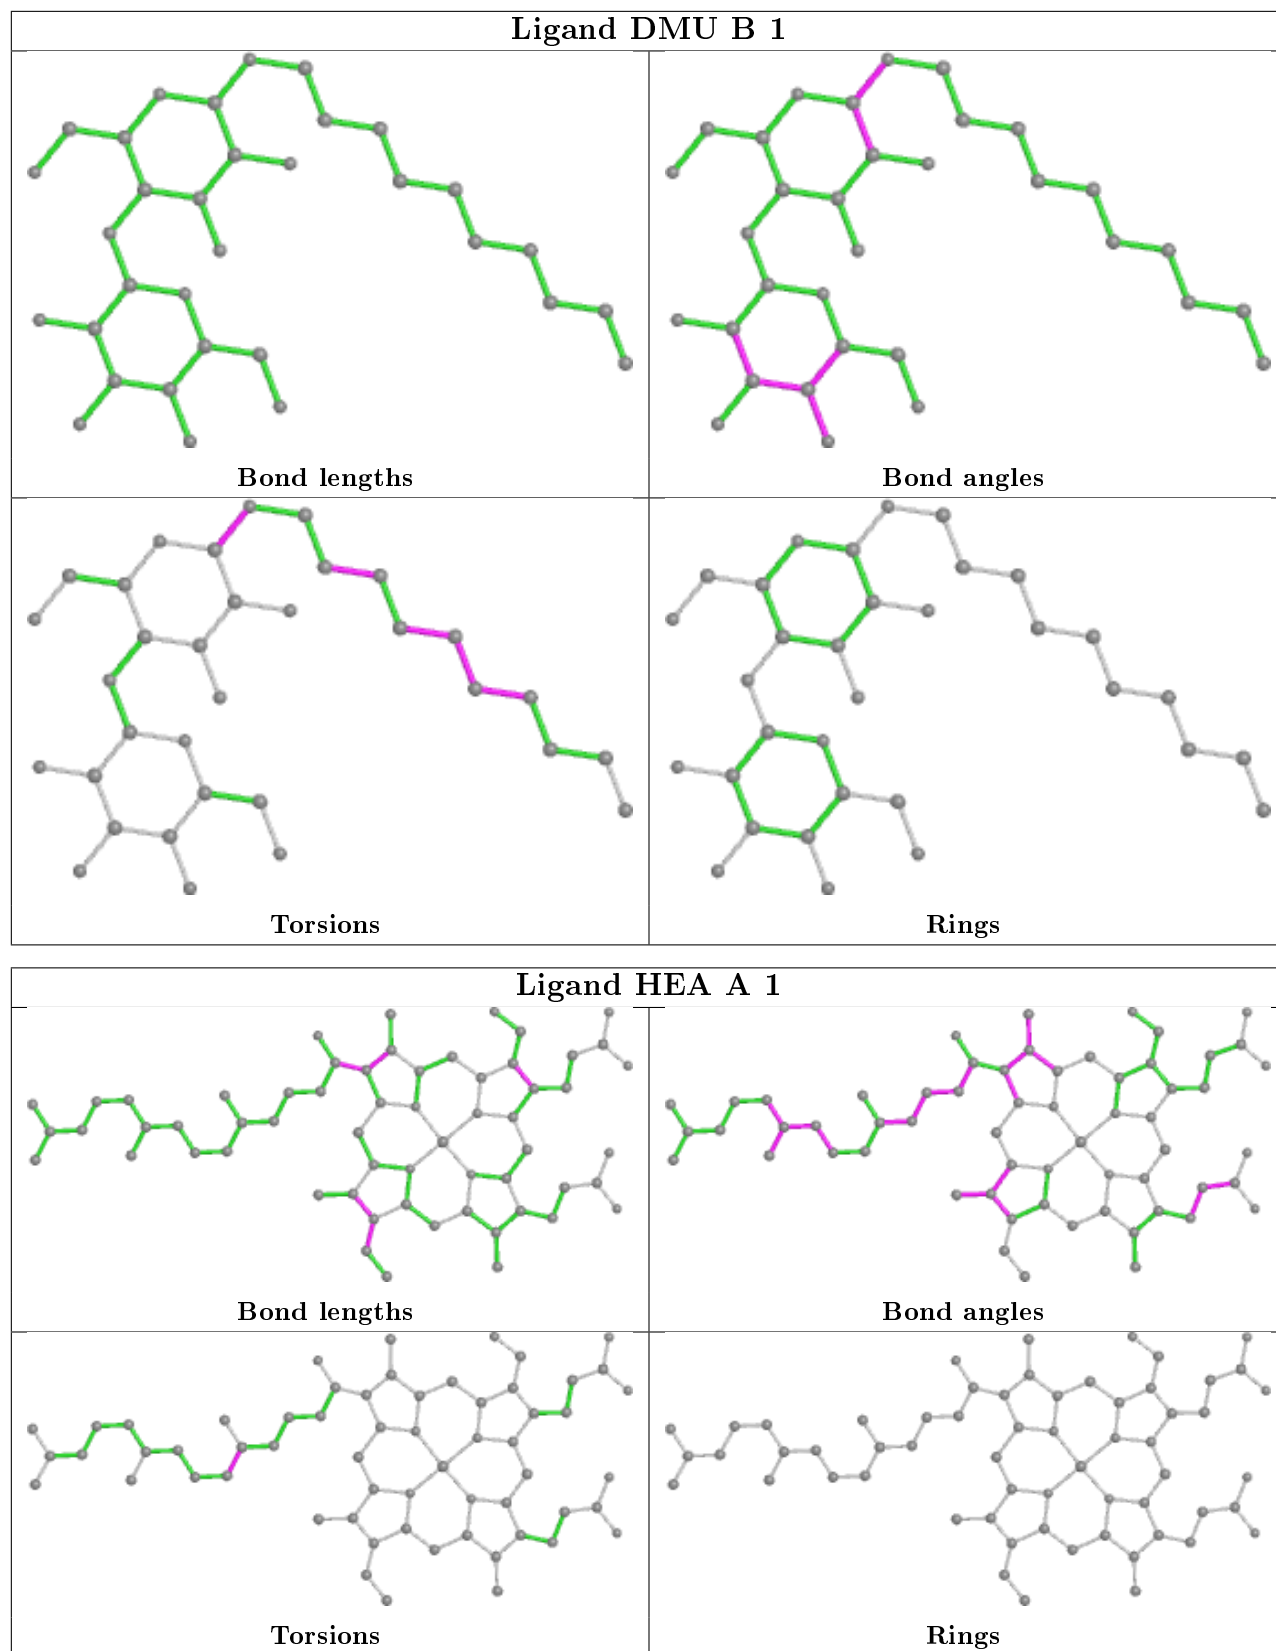 Ligand DMU B 1
Bond lengths
Bond angles
Torsions
Rings
Ligand HEA A 1
Bond lengths
Bond angles
Torsions
Rings